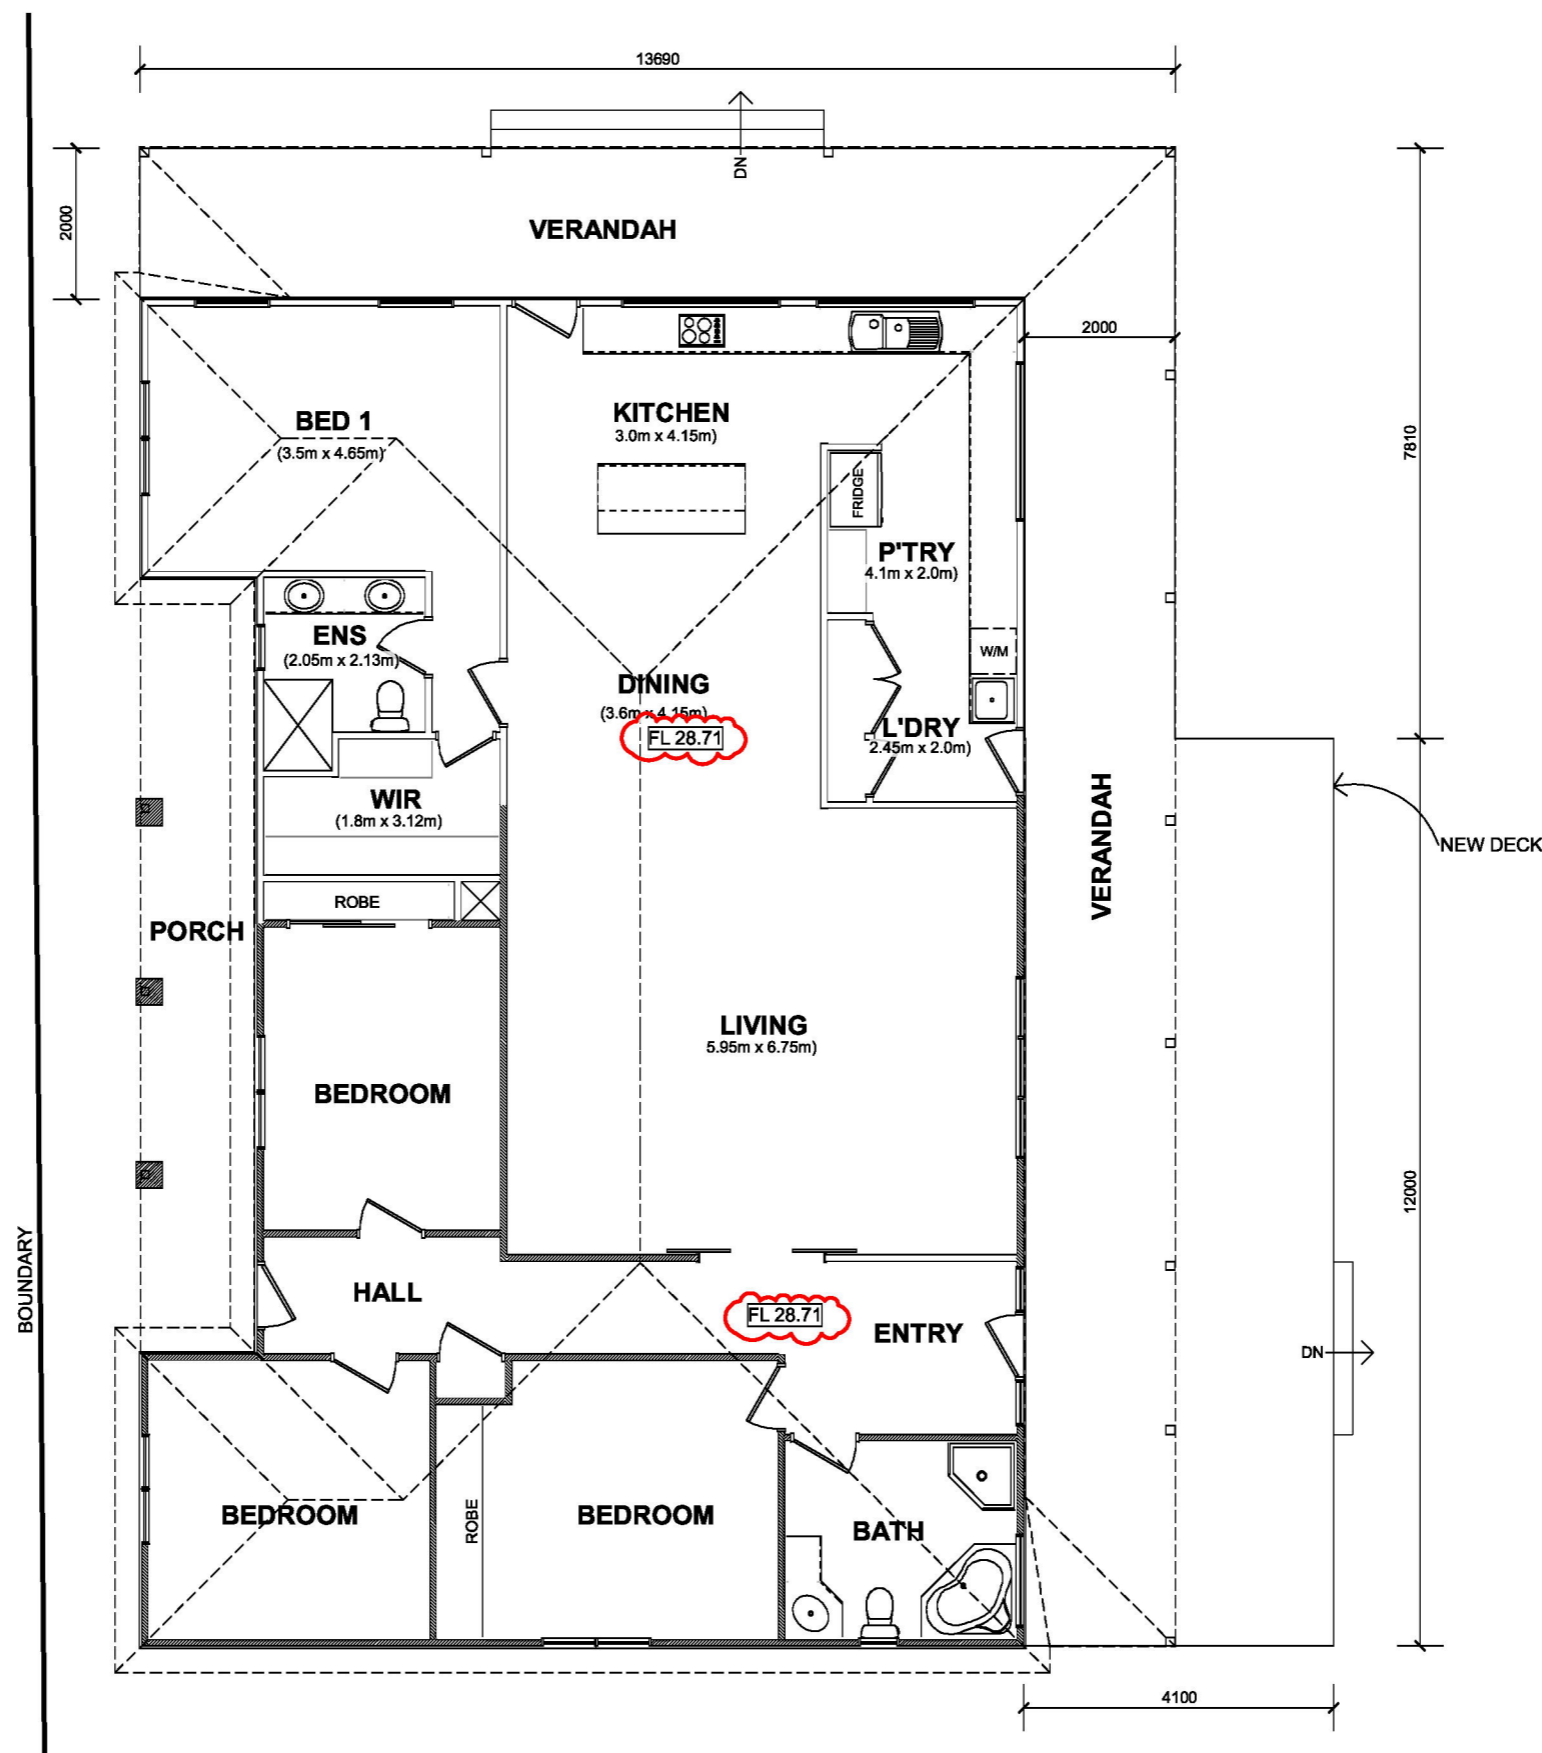 13690
DN
2000
VERANDAH
2000
BED 1
(3.5m x 4.65m)
KITCHEN
3.0m x 4.15m)
7810
FRIDGE
P'TRY
4.1m x 2.0m)
ENS
(2.05m x 2.13m)
W/M
DINING
(3.6m x 4.15m)
FL 28.71
L'DRY
2.45m x 2.0m)
WIR
(1.8m x 3.12m)
VERANDAH
NEW DECK
ROBE
PORCH
LIVING
5.95m x 6.75m)
BEDROOM
12000
BOUNDARY
HALL
FL 28.71
ENTRY
DN
BEDROOM
ROBE
BEDROOM
BATH
4100